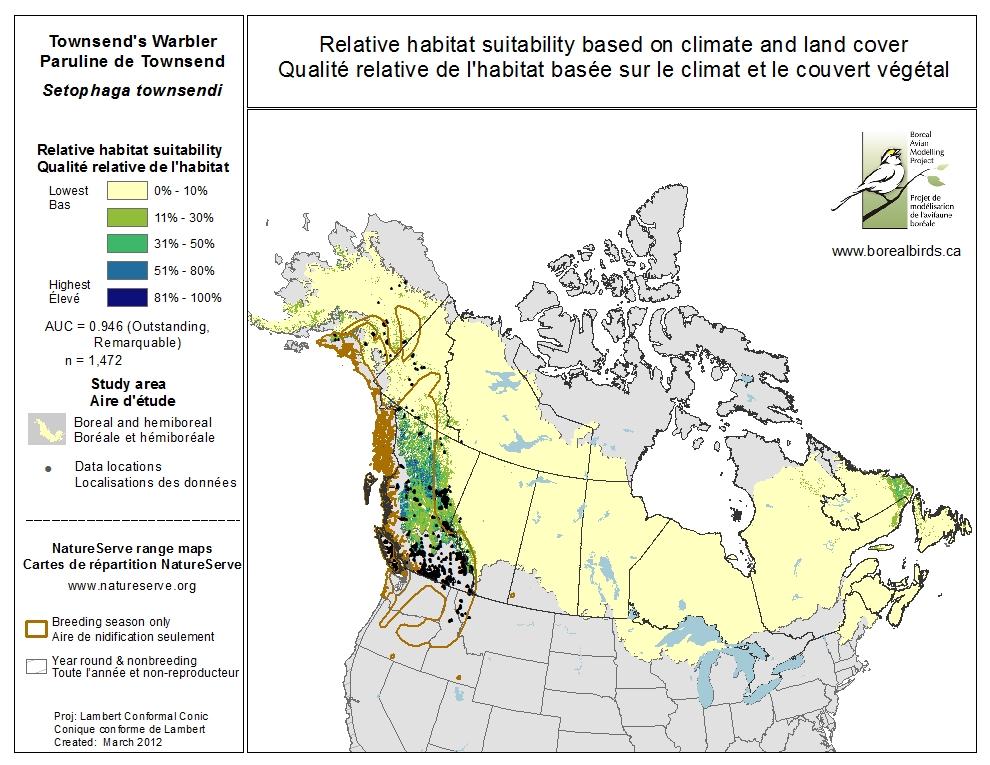 Townsend's Warbler
Paruline de Townsend
Setophaga townsendi
Relative habitat suitability
Qualité relative de l'habitat
Lowest
Bas
0% - 10%
11% - 30%
31% - 50%
51% - 80%
Highest
Élevé
81% - 100%
AUC = 0.946 (Outstanding,
Remarquable)
n = 1,472
Study area
Aire d'étude
Boreal and hemiboreal
Boréale et hémiboréale
Data locations
Localisations des données
NatureServe range maps
Cartes de répartition NatureServe
www.natureserve.org
Breeding season only
Aire de nidification seulement
Year round & nonbreeding
Toute l'année et non-reproducteur
Proj: Lambert Conformal Conic
Conique conforme de Lambert
Created: March 2012
Relative habitat suitability based on climate and land cover
Qualité relative de l'habitat basée sur le climat et le couvert végétal
Boreal
Avian
Modelling
Project
Projet de
modélisation
de l'avifaune
boréale
www.borealbirds.ca